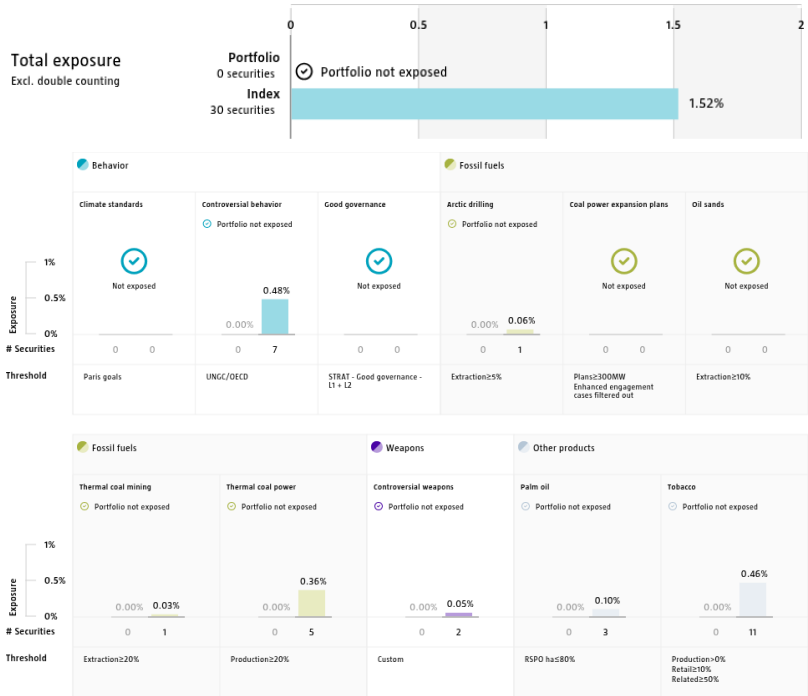 0 0.5 1 1.5 2
Total exposure
Excl. double counting
Portfolio
0 securities
Portfolio not exposed
Index
30 securities
1.52%
Behavior Fossil fuels
Climate standards Controversial behavior Good governance Arctic drilling Coal power expansion plans Oil sands
Portfolio not exposed Portfolio not exposed
1% Not exposed Not exposed Not exposed Not exposed
0.5% 0.48%
Exposure 0.00% 0.00% 0.06%
0%
# Securities 0 0 0 7 0 0 0 1 0 0 0 0
Threshold Paris goals UNGC/OECD STRAT - Good governance - Extraction≥5% Plans≥300MW Extraction≥10%
L1 + L2 Enhanced engagement
cases filtered out
Fossil fuels Weapons Other products
Thermal coal mining Thermal coal power Controversial weapons Palm oil Tobacco
Portfolio not exposed Portfolio not exposed Portfolio not exposed Portfolio not exposed Portfolio not exposed
1%
0.5% 0.36% 0.46%
Exposure 0.00% 0.03% 0.00% 0.00% 0.05% 0.00% 0.10% 0.00%
0%
# Securities 0 1 0 5 0 2 0 3 0 11
Threshold Extraction≥20% Production≥20% Custom RSPO ha≤80% Production>0%
Retail≥10%
Related≥50%